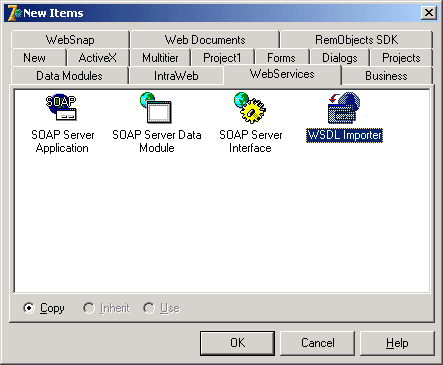 New Items
WebSnap Web Documents RemObjects SDK
New ActiveX Multitier Project1 Forms Dialogs Projects
Data Modules IntraWeb WebServices Business
SOAP
SOAP Server Application
SOAP Server Data Module
SOAP Server Interface
WSDL Importer
Copy Inherit Use
OK Cancel Help